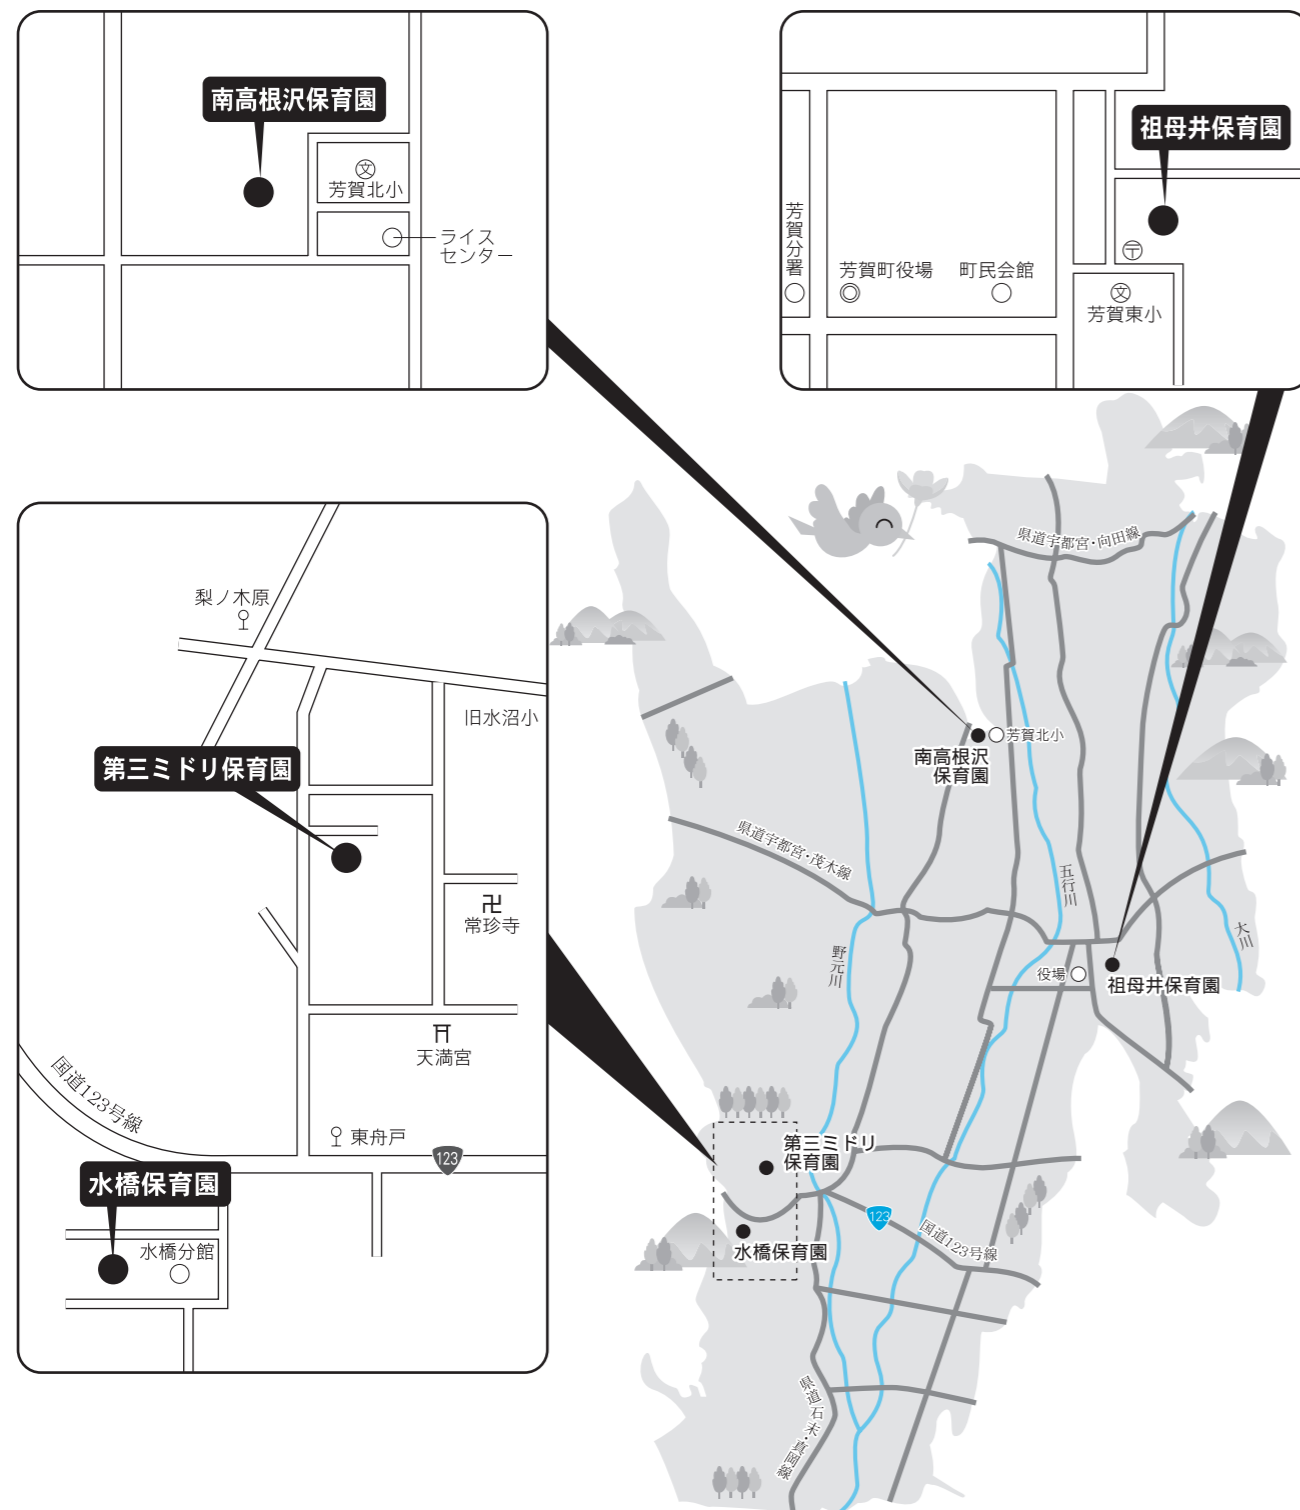 南高根沢保育園
文
芳賀北小
ライス
センター
祖母井保育園
芳賀分署
芳賀町役場
町民会館
〒
文
芳賀東小
梨ノ木原
旧水沼小
第三ミドリ保育園
卍
常珍寺
天満宮
国道123号線
東舟戸
123
水橋保育園
水橋分館
県道宇都宮・向田線
芳賀北小
南高根沢
保育園
県道宇都宮・茂木線
五行川
大川
野元川
役場
祖母井保育園
第三ミドリ
保育園
123
国道123号線
水橋保育園
県道石末・真岡線